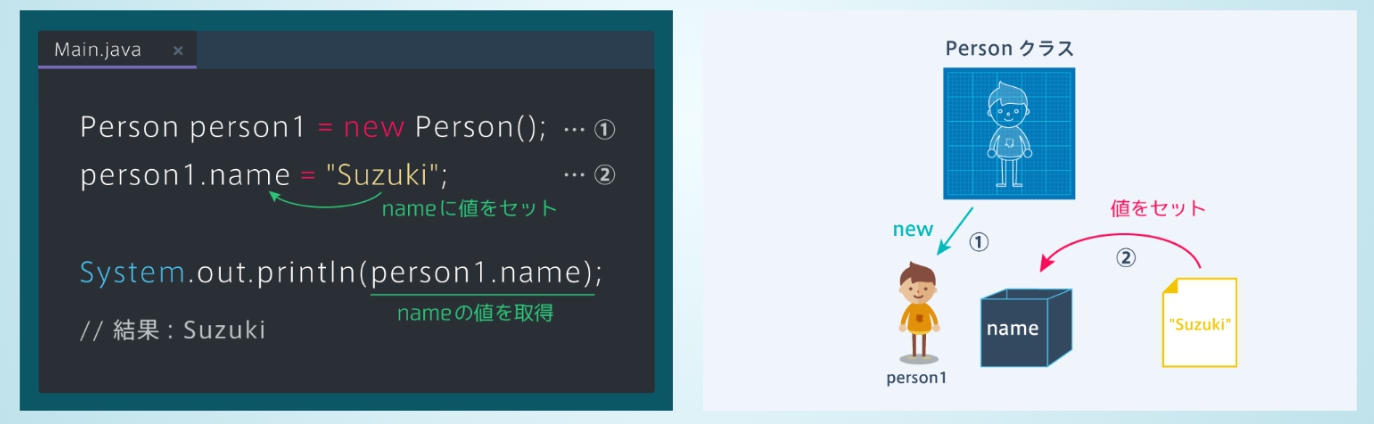 Main.java ×
Person person1 = new Person(); … ①
person1.name = "Suzuki"; … ②
nameに値をセット
System.out.println(person1.name);
nameの値を取得
// 結果 : Suzuki
Person クラス
値をセット
new ①
②
name
"Suzuki"
person1